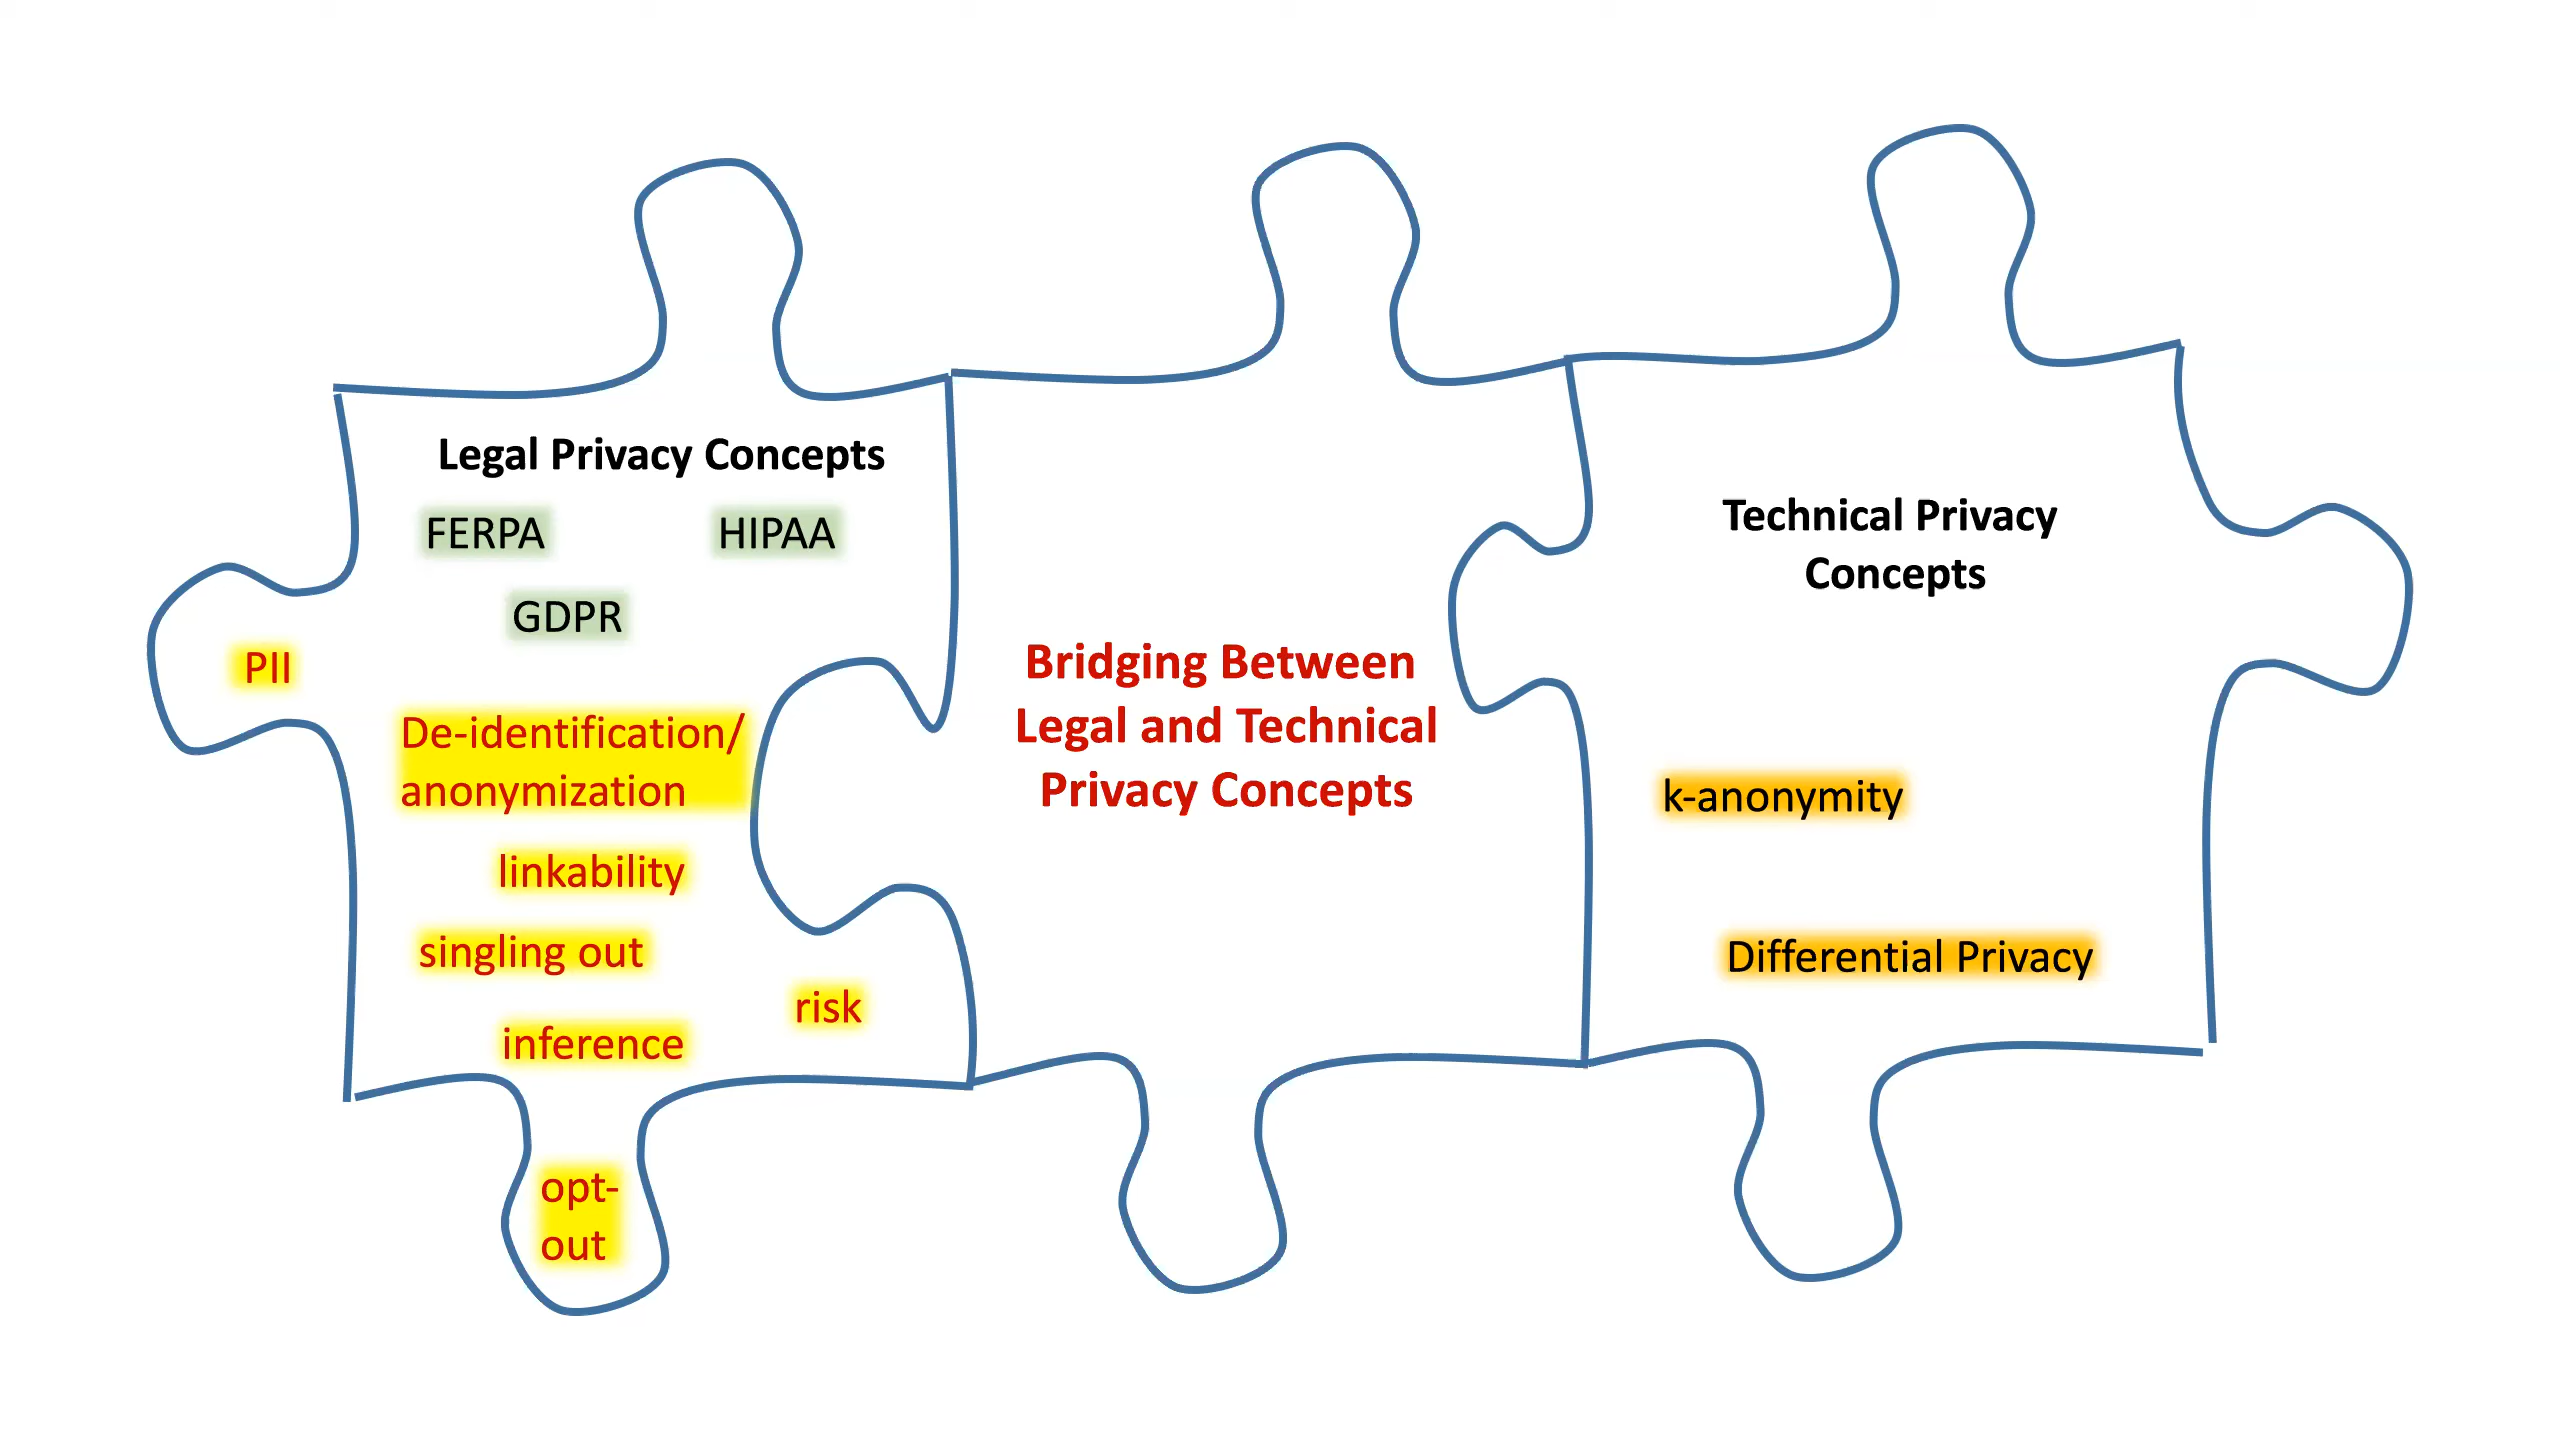 Legal Privacy Concepts
FERPA
HIPAA
GDPR
PII
De-identification/
anonymization
linkability
singling out
risk
inference
opt-
out
Bridging Between
Legal and Technical
Privacy Concepts
Technical Privacy
Concepts
k-anonymity
Differential Privacy